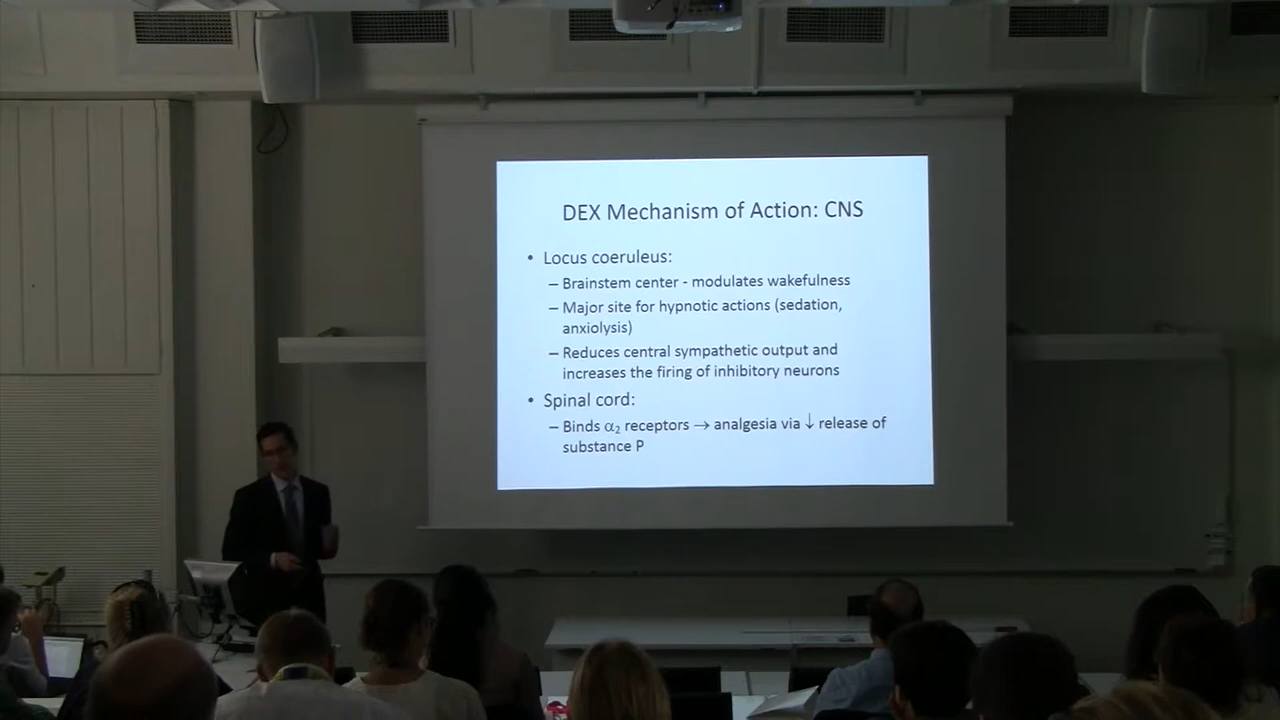 DEX Mechanism of Action: CNS
• Locus coeruleus:
– Brainstem center - modulates wakefulness
– Major site for hypnotic actions (sedation,
anxiolysis)
– Reduces central sympathetic output and
increases the firing of inhibitory neurons
• Spinal cord:
– Binds α₂ receptors → analgesia via ↓ release of
substance P